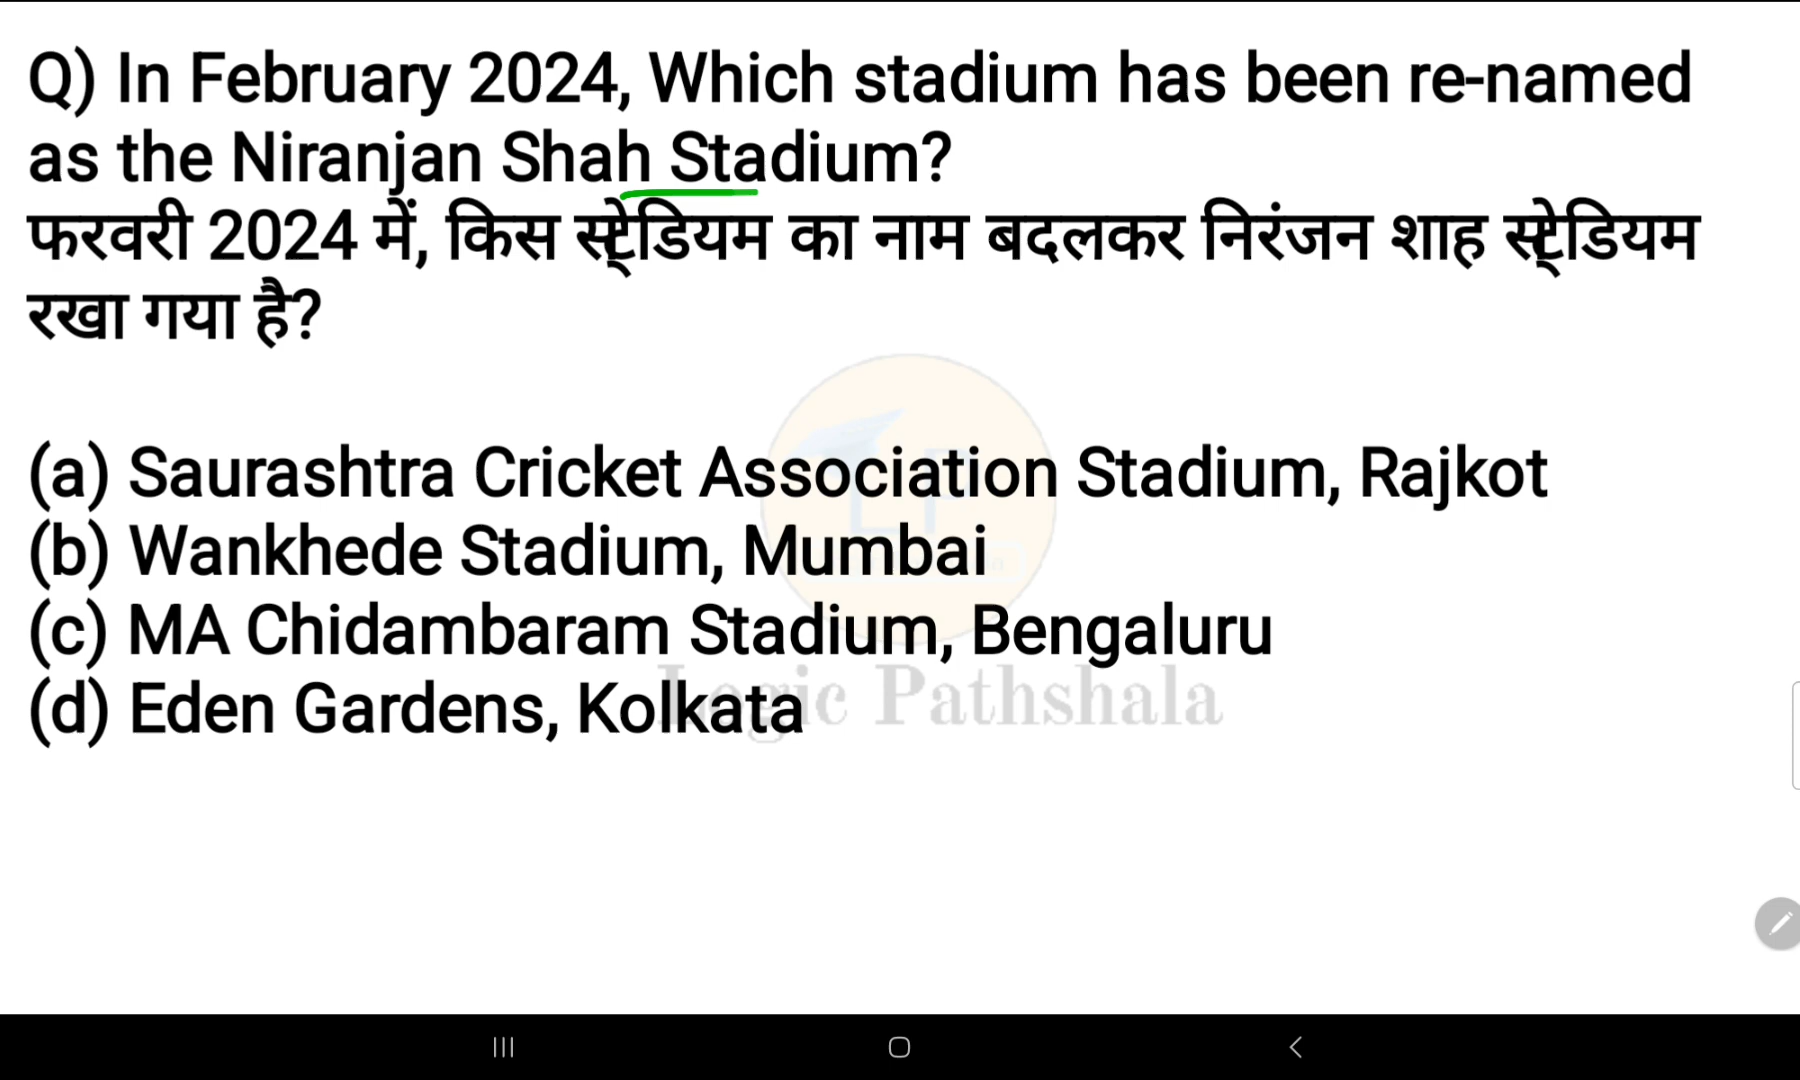 Q) In February 2024, Which stadium has been re-named
as the Niranjan Shah Stadium?
फरवरी 2024 में, किस स्टेडियम का नाम बदलकर निरंजन शाह स्टेडियम
रखा गया है?
(a) Saurashtra Cricket Association Stadium, Rajkot
(b) Wankhede Stadium, Mumbai
(c) MA Chidambaram Stadium, Bengaluru
(d) Eden Gardens, Kolkata
Logic Pathshala